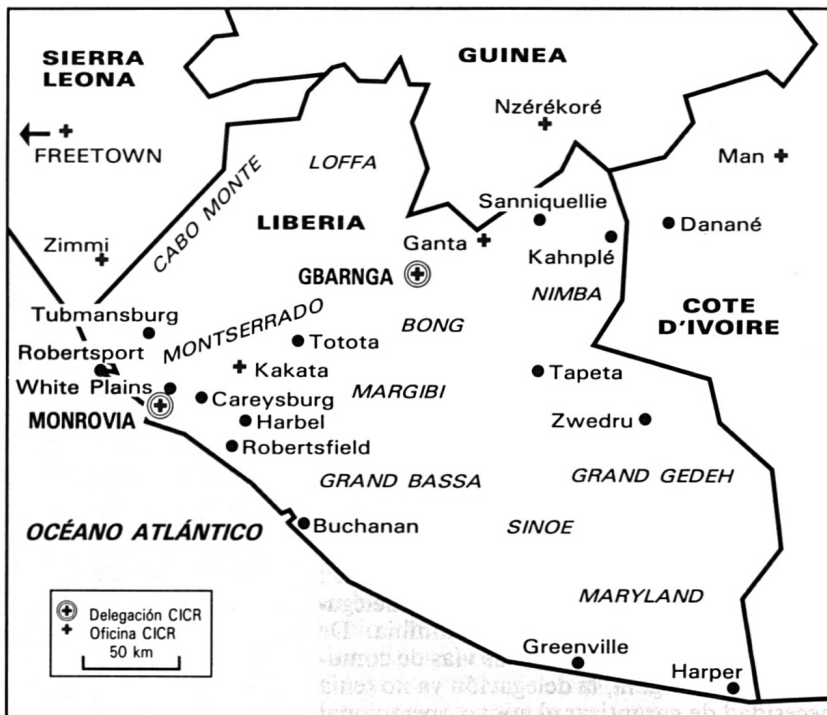 SIERRA
LEONA
GUINEA
Nzérékoré
FREETOWN
Man
LOFFA
CABO MONTE
Sanniquellie
LIBERIA
Danané
Zimmi
Ganta
Kahnplé
GBARNGA
NIMBA
COTE
D'IVOIRE
Tubmansburg
MONTSERRADO
BONG
Totota
Robertsport
Kakata
Tapeta
White Plains
MARGIBI
Careysburg
MONROVIA
Harbel
Zwedru
Robertsfield
GRAND BASSA
GRAND GEDEH
OCÉANO ATLÁNTICO
Buchanan
SINOE
Delegación CICR
Oficina CICR
50 km
MARYLAND
Greenville
Harper